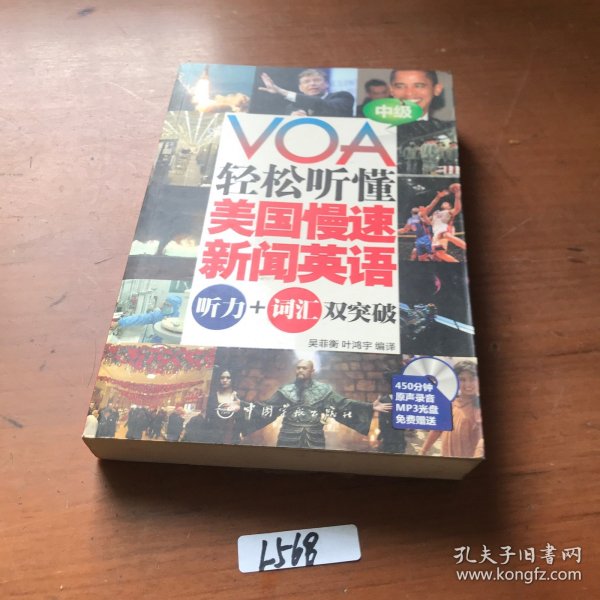 中级
VOA
轻松听懂
美国慢速
新闻英语
听力+词汇 双突破
吴菲衡 叶鸿宇 编译
450分钟
原声录音
MP3光盘
免费赠送
中国宇航出版社
L568
孔夫子旧书网
www.kongfz.com